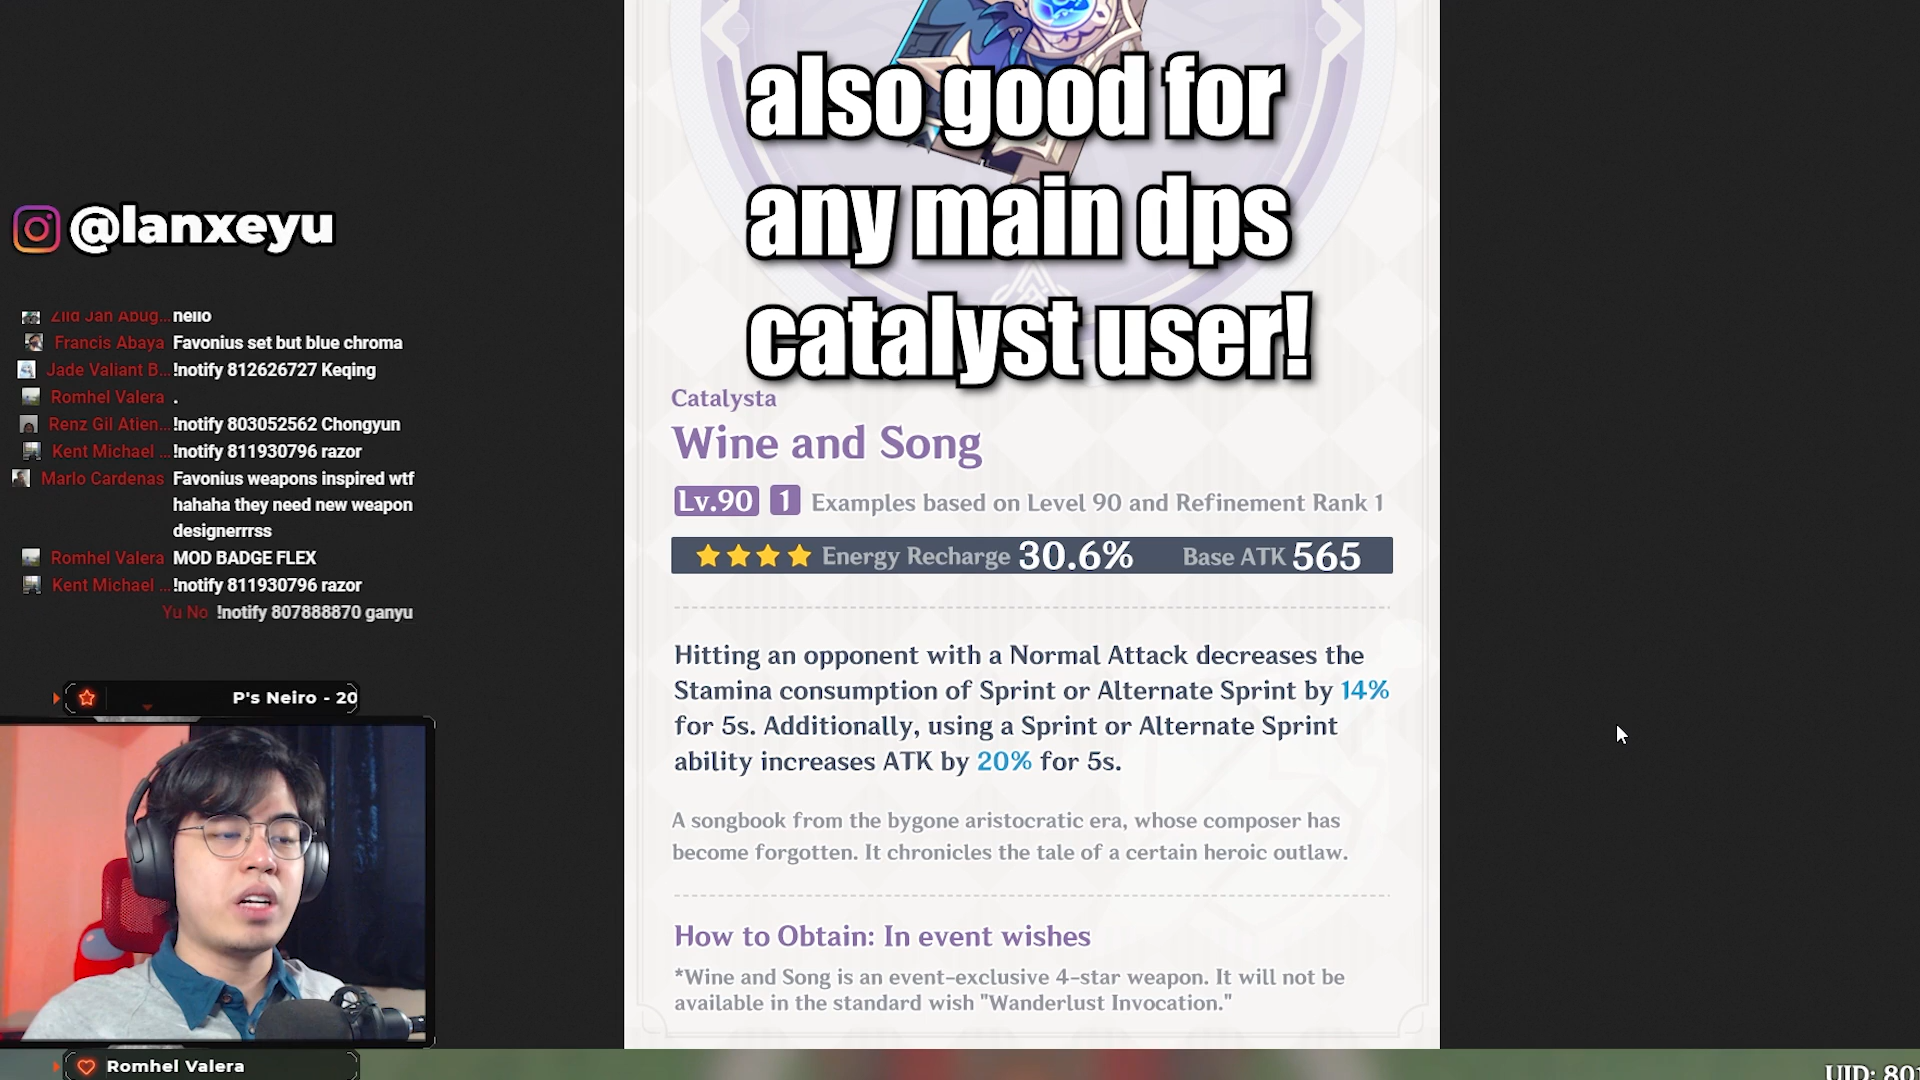 also good for
any main dps
catalyst user!
@lanxeyu
Zild Jan Abug... hello
Francis Abaya Favonius set but blue chroma
Jade Valiant B... !notify 812626727 Keqing
Romhel Valera .
Renz Gil Atien... !notify 803052562 Chongyun
Kent Michael ... !notify 811930796 razor
Marlo Cardenas Favonius weapons inspired wtf
hahaha they need new weapon
designerrrss
Romhel Valera MOD BADGE FLEX
Kent Michael ... !notify 811930796 razor
Yu No !notify 807888870 ganyu
P's Neiro - 20
Romhel Valera
Catalysta
Wine and Song
Lv.90 1 Examples based on Level 90 and Refinement Rank 1
Energy Recharge 30.6% Base ATK 565
Hitting an opponent with a Normal Attack decreases the
Stamina consumption of Sprint or Alternate Sprint by 14%
for 5s. Additionally, using a Sprint or Alternate Sprint
ability increases ATK by 20% for 5s.
A songbook from the bygone aristocratic era, whose composer has
become forgotten. It chronicles the tale of a certain heroic outlaw.
How to Obtain: In event wishes
*Wine and Song is an event-exclusive 4-star weapon. It will not be
available in the standard wish "Wanderlust Invocation."